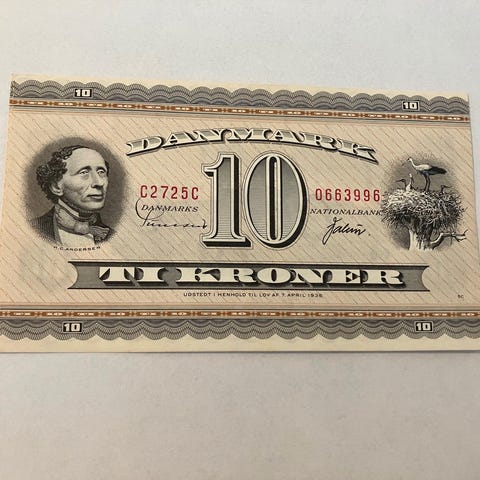 10 10
DANMARK
C2725C 10 0663996
DANMARKS NATIONALBANK
H.C. ANDERSEN
TI KRONER
UDSTEDT I HENHOLD TIL LOV AF 7. APRIL 1936
10 10